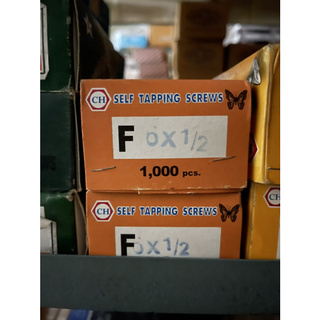 CH SELF TAPPING SCREWS
F 6 X 1/2
1,000 pcs.
CH SELF TAPPING SCREWS
F 6 X 1/2